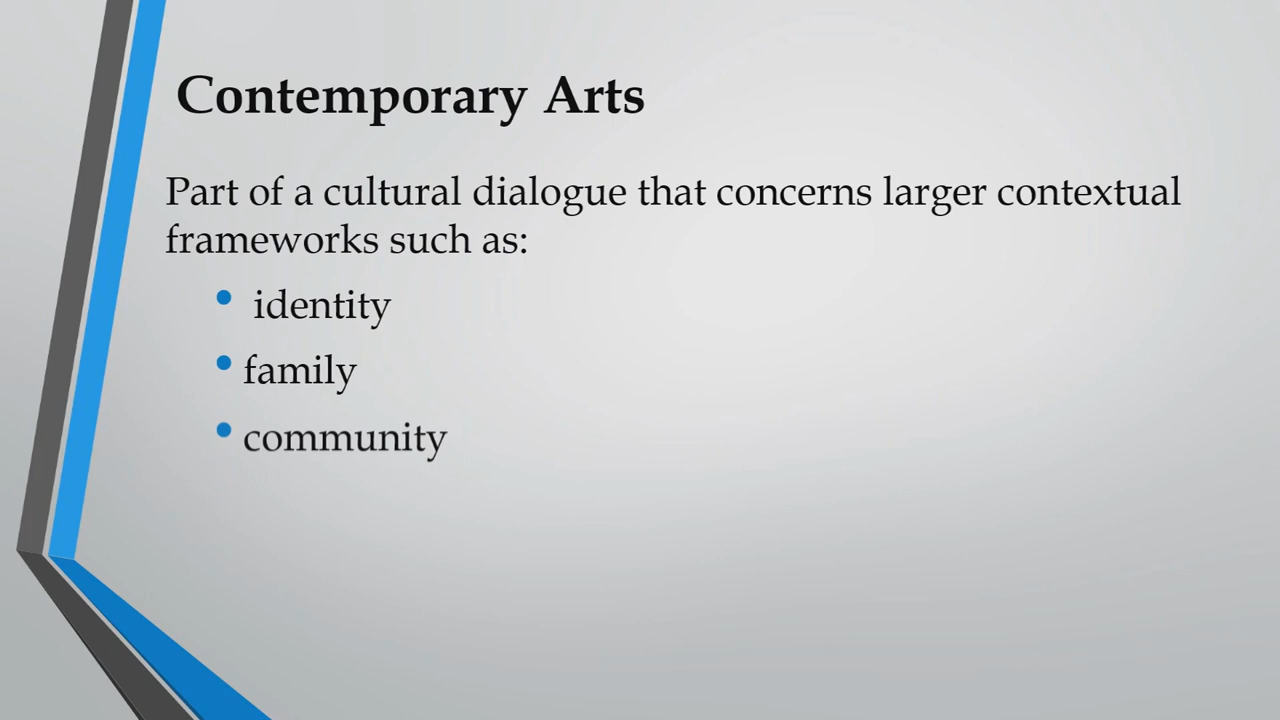 Contemporary Arts
Part of a cultural dialogue that concerns larger contextual
frameworks such as:
• identity
• family
• community